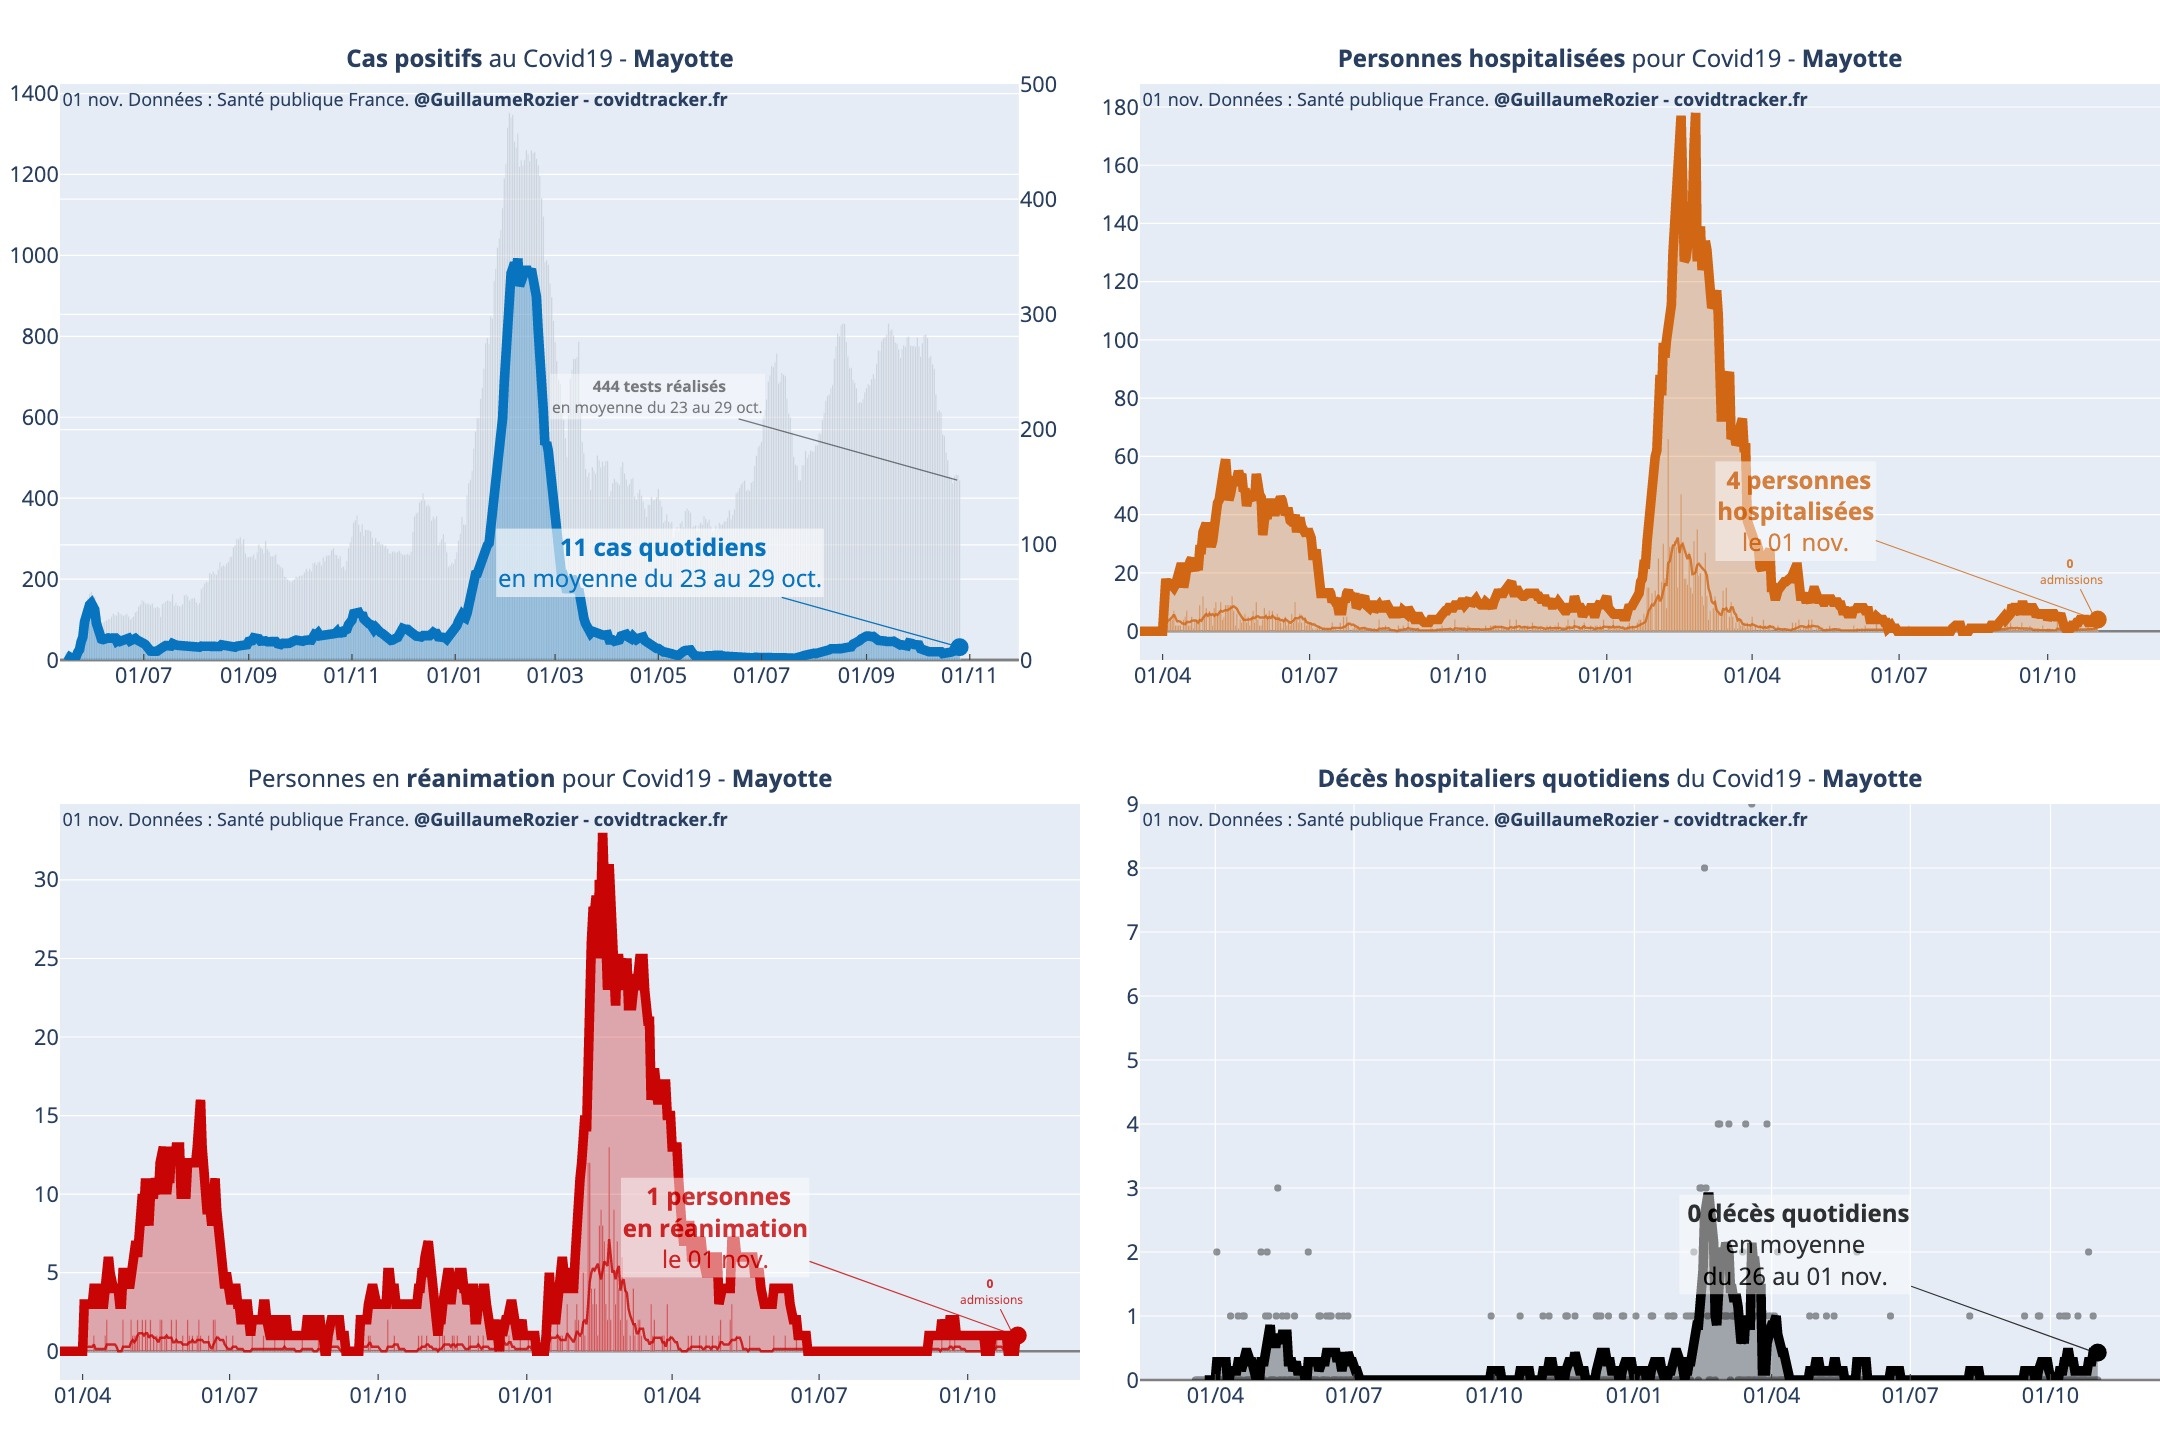 Cas positifs au Covid19 - Mayotte
01 nov. Données : Santé publique France. @GuillaumeRozier - covidtracker.fr
1400
1200
1000
800
600
400
200
0
500
400
300
200
100
0
444 tests réalisés
en moyenne du 23 au 29 oct.
11 cas quotidiens
en moyenne du 23 au 29 oct.
01/07 01/09 01/11 01/01 01/03 01/05 01/07 01/09 01/11
Personnes hospitalisées pour Covid19 - Mayotte
01 nov. Données : Santé publique France. @GuillaumeRozier - covidtracker.fr
180
160
140
120
100
80
60
40
20
0
4 personnes
hospitalisées
le 01 nov.
0
admissions
01/04 01/07 01/10 01/01 01/04 01/07 01/10
Personnes en réanimation pour Covid19 - Mayotte
01 nov. Données : Santé publique France. @GuillaumeRozier - covidtracker.fr
30
25
20
15
10
5
0
1 personnes
en réanimation
le 01 nov.
0
admissions
01/04 01/07 01/10 01/01 01/04 01/07 01/10
Décès hospitaliers quotidiens du Covid19 - Mayotte
01 nov. Données : Santé publique France. @GuillaumeRozier - covidtracker.fr
9
8
7
6
5
4
3
2
1
0
0 décès quotidiens
en moyenne
du 26 au 01 nov.
01/04 01/07 01/10 01/01 01/04 01/07 01/10